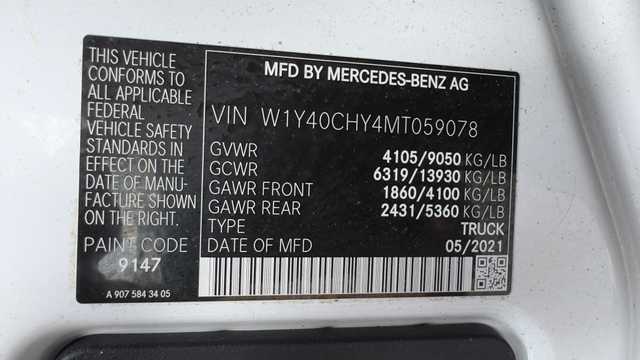 THIS VEHICLE
CONFORMS TO
ALL APPLICABLE
FEDERAL
VEHICLE SAFETY
STANDARDS IN
EFFECT ON THE
DATE OF MANU-
FACTURE SHOWN
ON THE RIGHT.
PAINT CODE
9147
A 907 584 34 05
MFD BY MERCEDES-BENZ AG
VIN W1Y40CHY4MT059078
GVWR 4105/9050 KG/LB
GCWR 6319/13930 KG/LB
GAWR FRONT 1860/4100 KG/LB
GAWR REAR 2431/5360 KG/LB
TYPE TRUCK
DATE OF MFD 05/2021